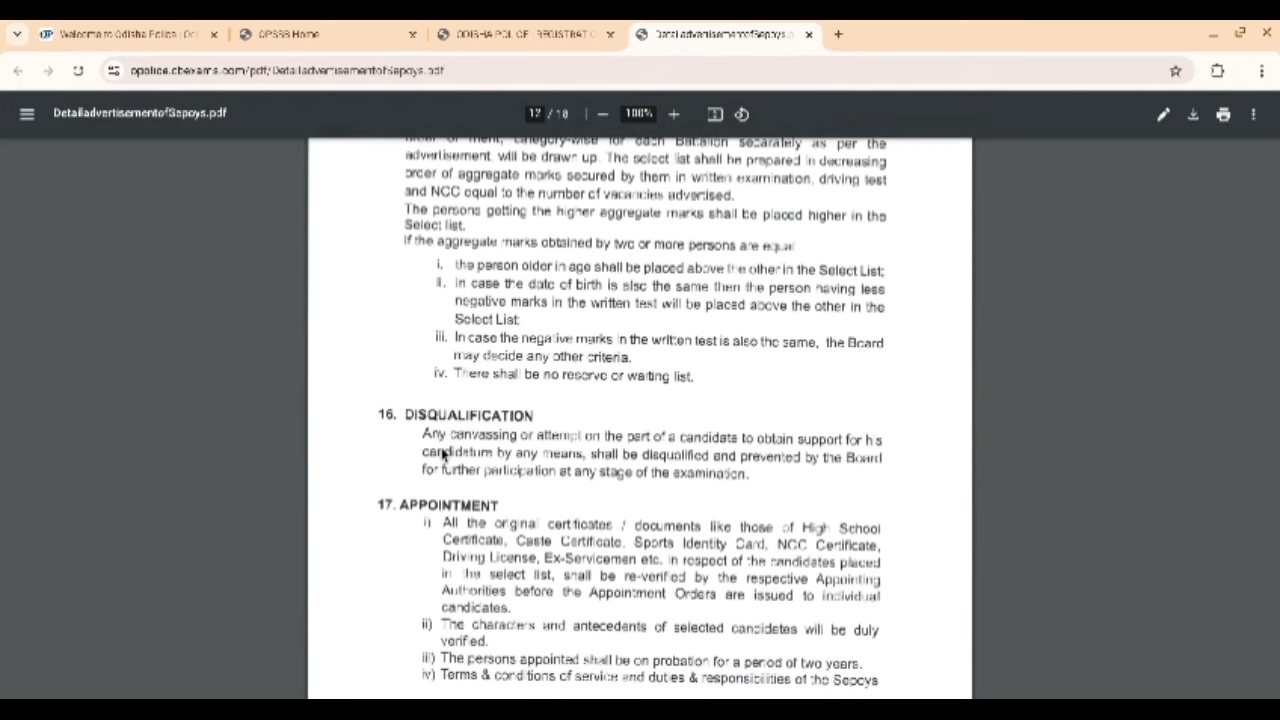 Welcome to Odisha Police | Odi
OPSSB Home
ODISHA POLICE - REGISTRATI
DetailadvertisementofSepoys.p
opolice.cbexams.com/pdf/DetailadvertisementofSepoys.pdf
DetailadvertisementofSepoys.pdf
12 / 18
100%
order of merit, category-wise for each Battalion separately as per the
advertisement, will be drawn up. The select list shall be prepared in decreasing
order of aggregate marks secured by them in written examination, driving test
and NCC equal to the number of vacancies advertised.
The persons getting the higher aggregate marks shall be placed higher in the
Select list.
If the aggregate marks obtained by two or more persons are equal
i. the person older in age shall be placed above the other in the Select List;
ii. In case the date of birth is also the same then the person having less
negative marks in the written test will be placed above the other in the
Select List;
iii. In case the negative marks in the written test is also the same, the Board
may decide any other criteria.
iv. There shall be no reserve or waiting list.
16. DISQUALIFICATION
Any canvassing or attempt on the part of a candidate to obtain support for his
candidature by any means, shall be disqualified and prevented by the Board
for further participation at any stage of the examination.
17. APPOINTMENT
i) All the original certificates / documents like those of High School
Certificate, Caste Certificate, Sports Identity Card, NCC Certificate,
Driving License, Ex-Servicemen etc. in respect of the candidates placed
in the select list, shall be re-verified by the respective Appointing
Authorities before the Appointment Orders are issued to individual
candidates.
ii) The characters and antecedents of selected candidates will be duly
verified.
iii) The persons appointed shall be on probation for a period of two years.
iv) Terms & conditions of service and duties & responsibilities of the Sepoys